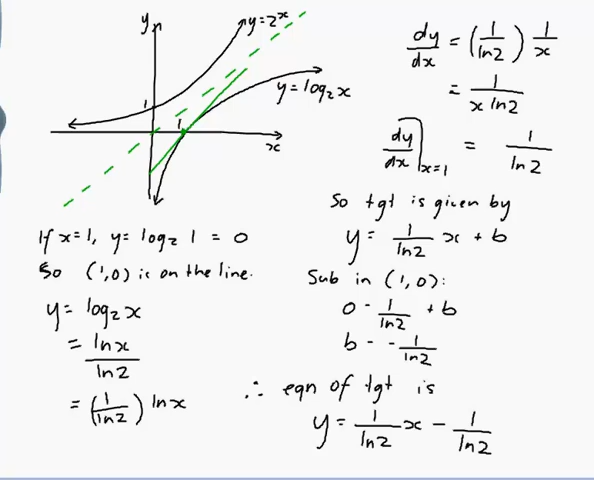 y
y=2ˣ
1
1
y=log₂x
x
If x=1, y= log₂ 1 = 0
So (1,0) is on the line.
y= log₂x
= lnx/ln2
= (1/ln2) lnx
dy/dx = (1/ln2) 1/x
= 1/(x ln2)
dy/dx]ₓ₌₁ = 1/ln2
So tgt is given by
y= 1/ln2 x + b
Sub in (1,0):
0 - 1/ln2 + b
b - - 1/ln2
∴ eqn of tgt is
y= 1/ln2 x - 1/ln2